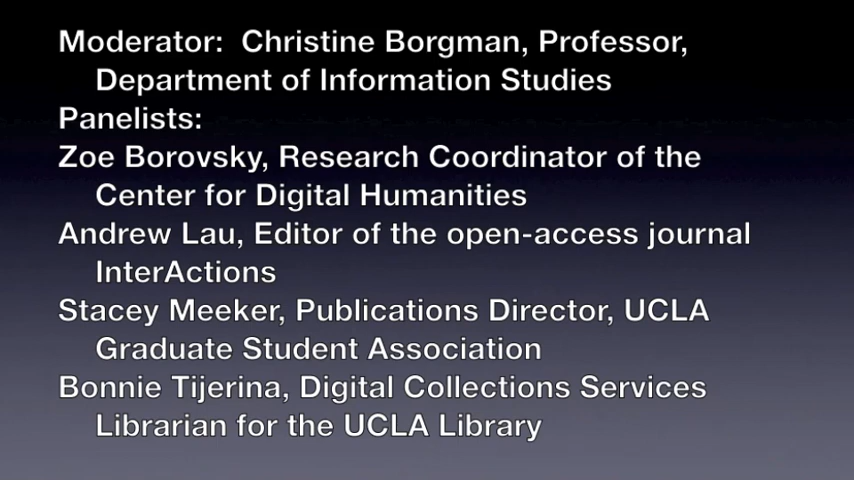 Moderator:  Christine Borgman, Professor,
Department of Information Studies
Panelists:
Zoe Borovsky, Research Coordinator of the
Center for Digital Humanities
Andrew Lau, Editor of the open-access journal
InterActions
Stacey Meeker, Publications Director, UCLA
Graduate Student Association
Bonnie Tijerina, Digital Collections Services
Librarian for the UCLA Library